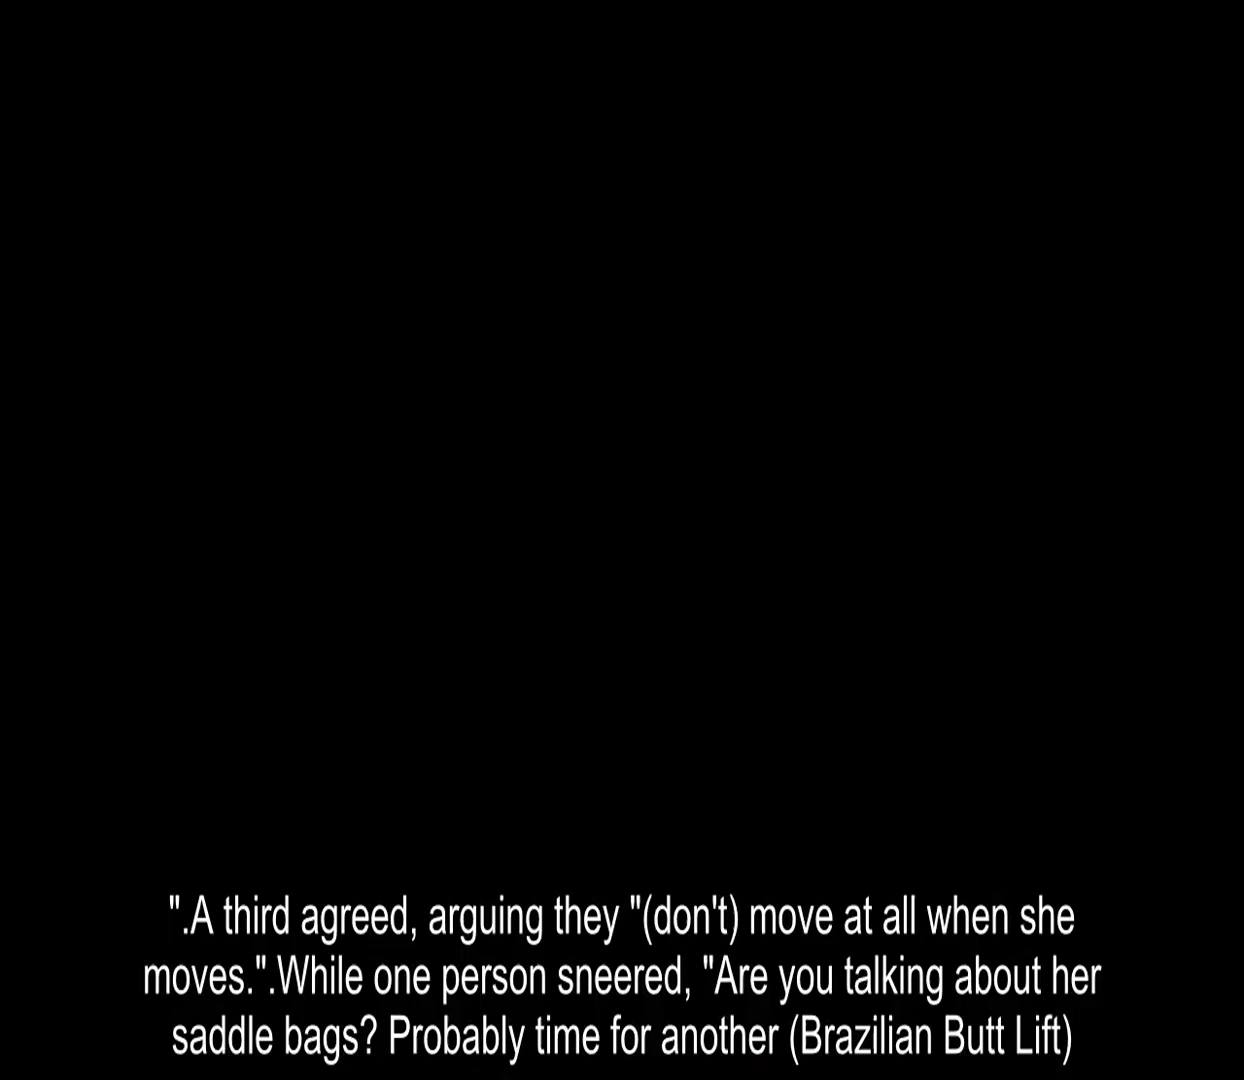 ".A third agreed, arguing they "(don't) move at all when she
moves.".While one person sneered, "Are you talking about her
saddle bags? Probably time for another (Brazilian Butt Lift)